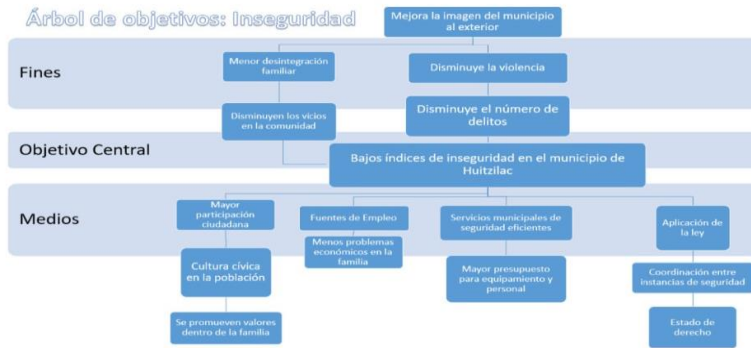 Árbol de objetivos: Inseguridad
Mejora la imagen del municipio
al exterior
Fines
Menor desintegración
familiar
Disminuye la violencia
Disminuyen los vicios
en la comunidad
Disminuye el número de
delitos
Objetivo Central
Bajos índices de inseguridad en el municipio de
Huitzilac
Medios
Mayor
participación
ciudadana
Fuentes de Empleo
Servicios municipales de
seguridad eficientes
Aplicación de
la ley
Cultura cívica
en la población
Menos problemas
económicos en la
familia
Mayor presupuesto
para equipamiento y
personal
Coordinación entre
instancias de seguridad
Se promueven valores
dentro de la familia
Estado de
derecho